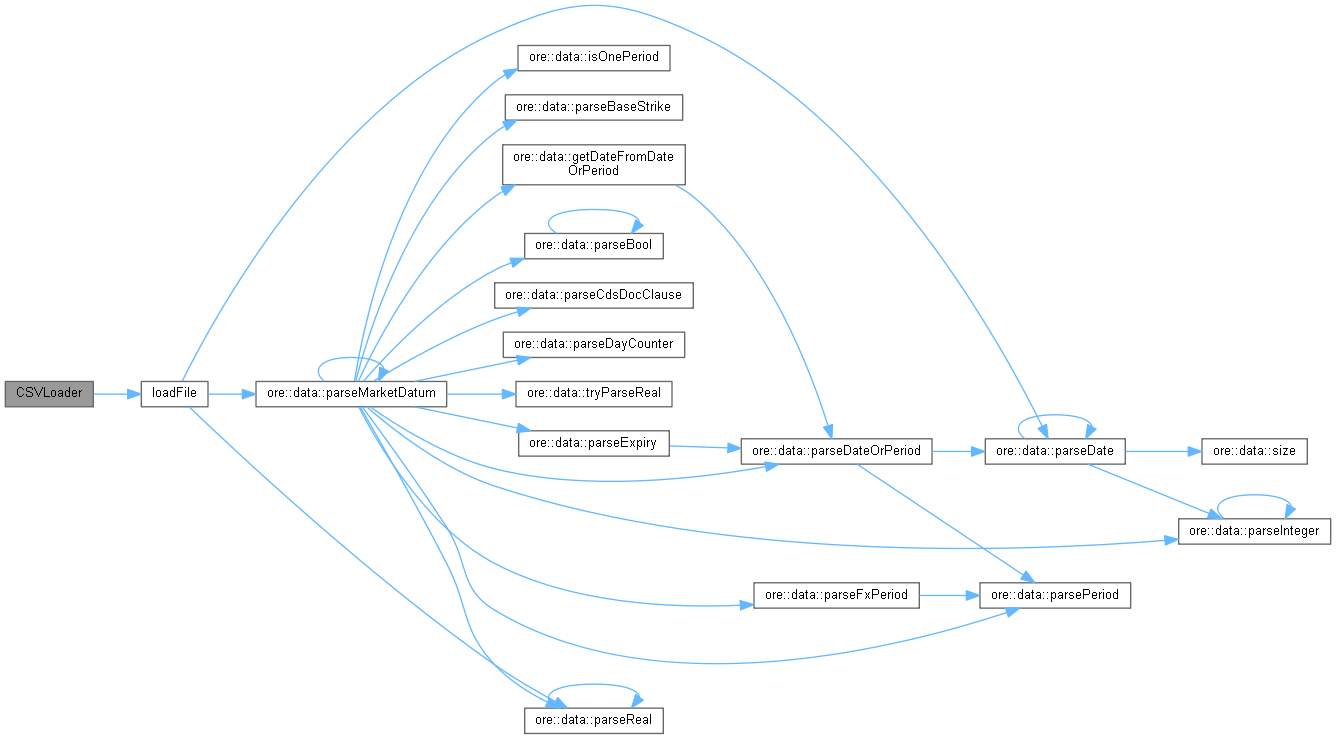 ore::data::isOnePeriod
ore::data::parseBaseStrike
ore::data::getDateFromDate
OrPeriod
ore::data::parseBool
ore::data::parseCdsDocClause
ore::data::parseDayCounter
CSVLoader
loadFile
ore::data::parseMarketDatum
ore::data::tryParseReal
ore::data::parseExpiry
ore::data::parseDateOrPeriod
ore::data::parseDate
ore::data::size
ore::data::parseInteger
ore::data::parseFxPeriod
ore::data::parsePeriod
ore::data::parseReal